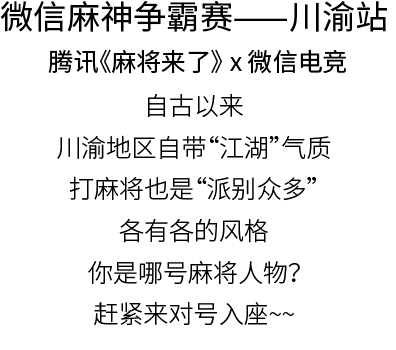 微信麻神争霸赛——川渝站
腾讯《麻将来了》x 微信电竞
自古以来
川渝地区自带“江湖”气质
打麻将也是“派别众多”
各有各的风格
你是哪号麻将人物？
赶紧来对号入座~~